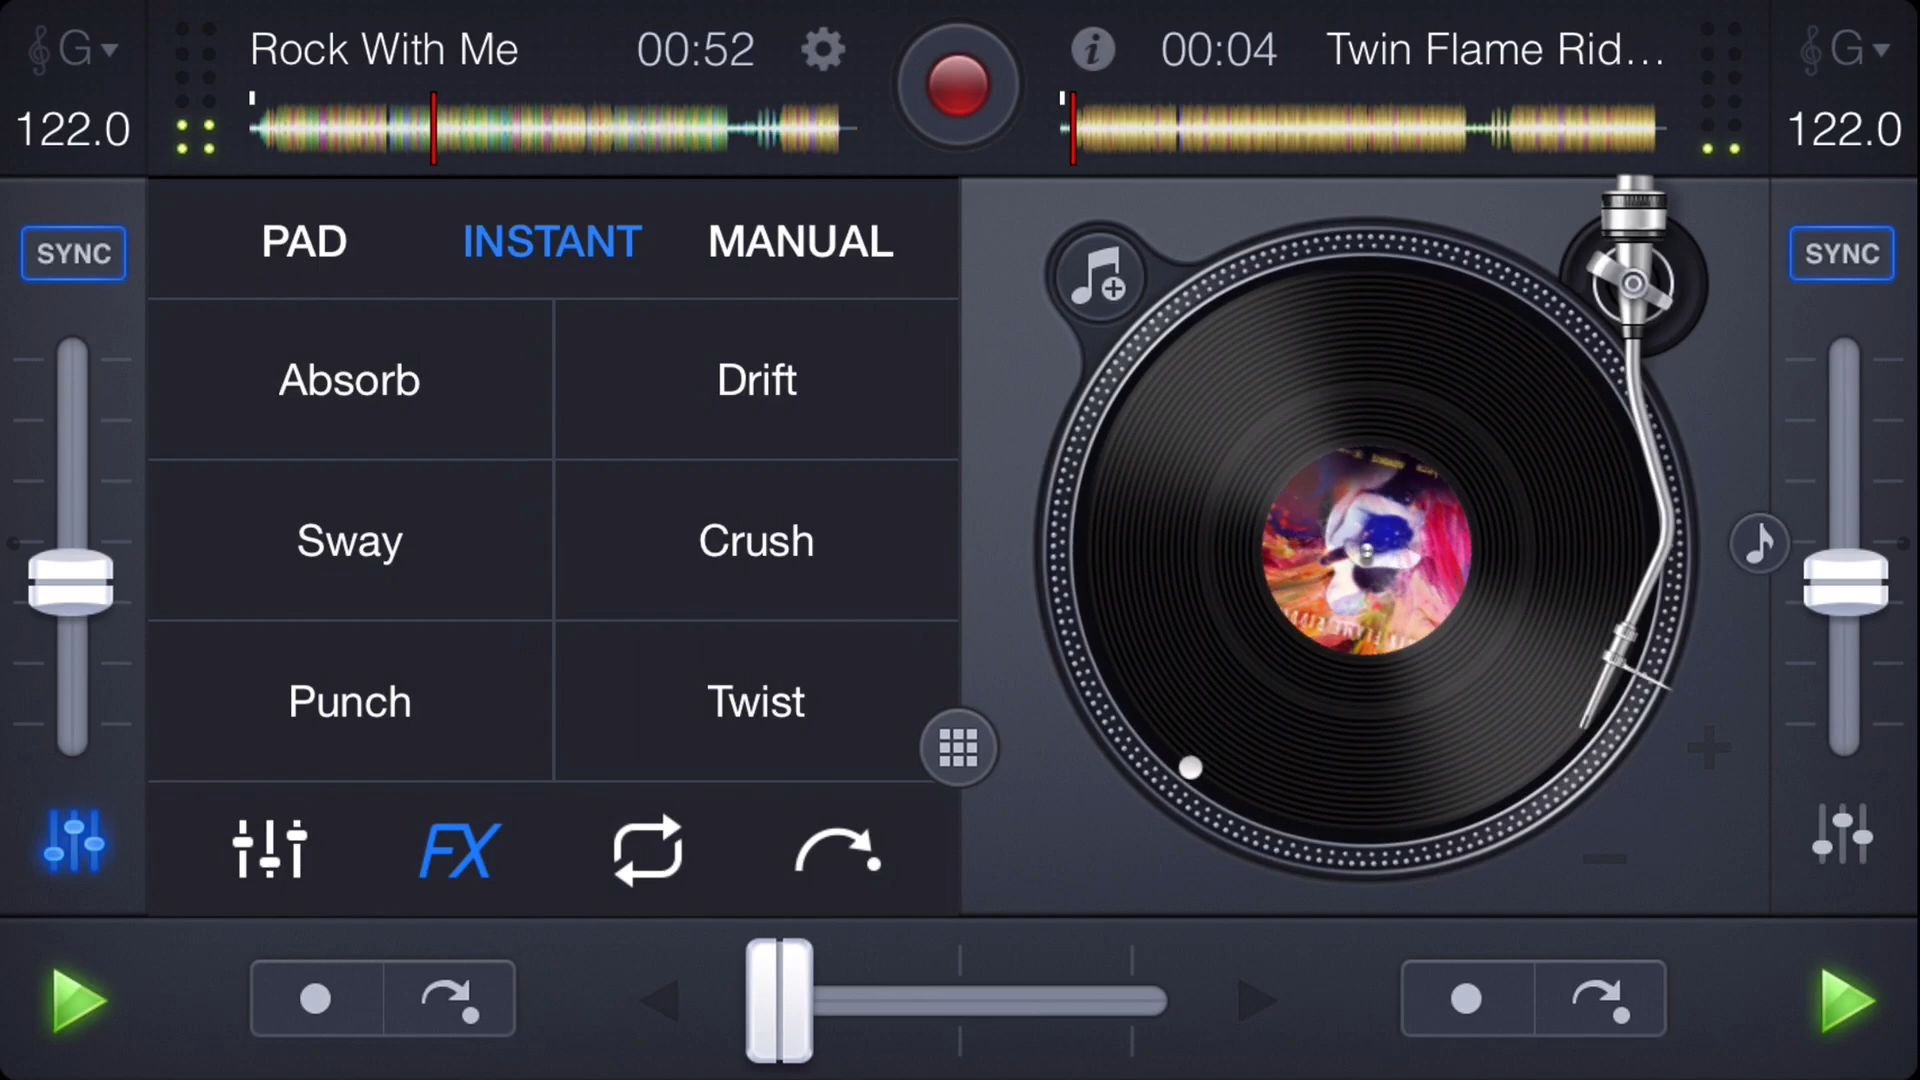 G
Rock With Me
00:52
00:04
Twin Flame Rid...
G
122.0
122.0
SYNC
PAD
INSTANT
MANUAL
SYNC
Absorb
Drift
Sway
Crush
Punch
Twist
FX